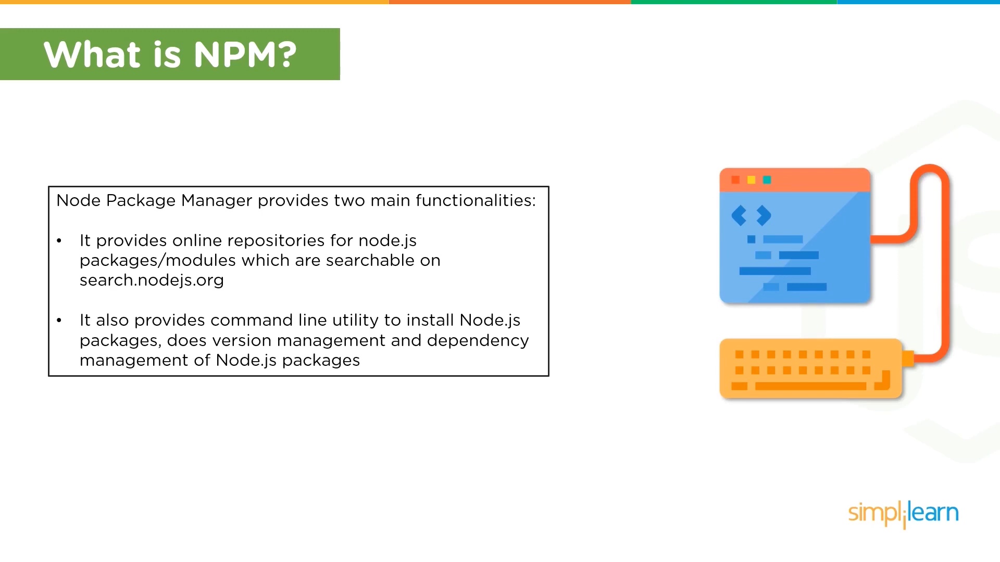 What is NPM?
Node Package Manager provides two main functionalities:
• It provides online repositories for node.js
packages/modules which are searchable on
search.nodejs.org
• It also provides command line utility to install Node.js
packages, does version management and dependency
management of Node.js packages
simplilearn